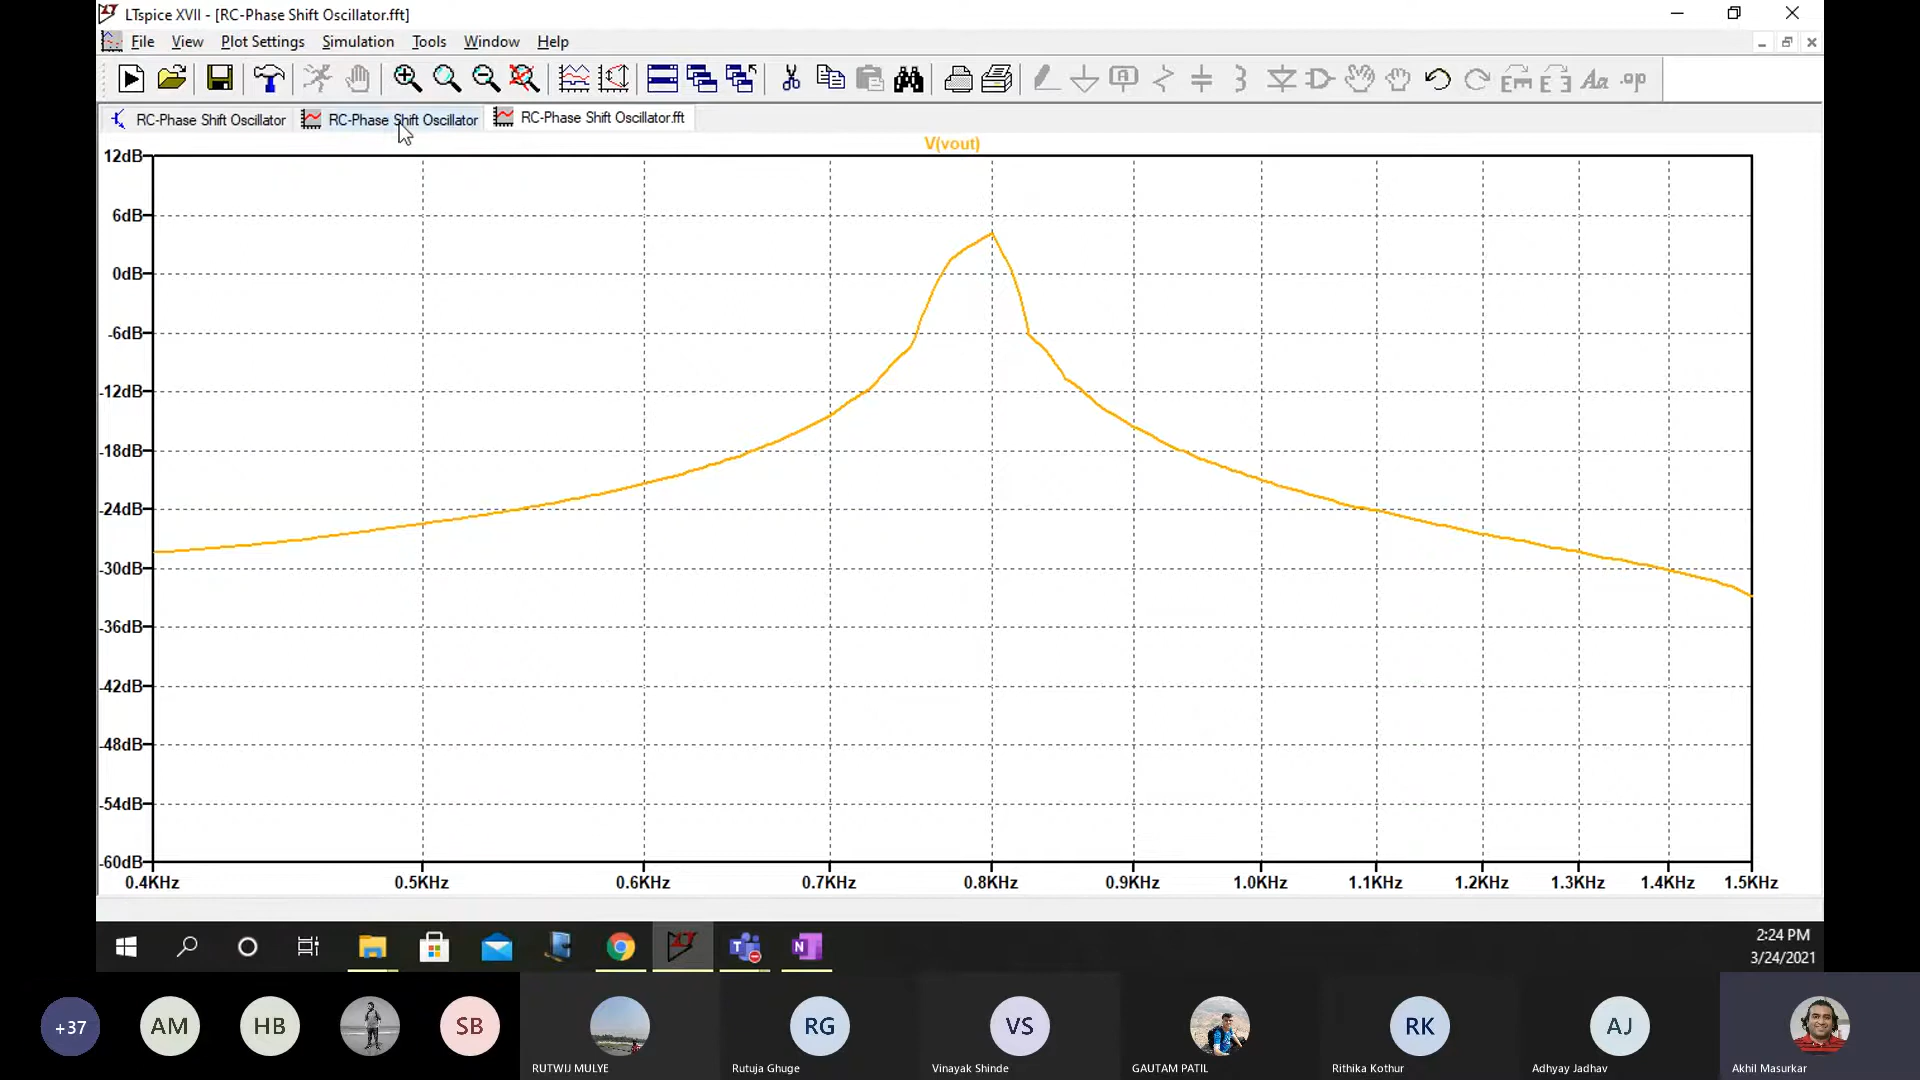 LTspice XVII - [RC-Phase Shift Oscillator.fft]
File View Plot Settings Simulation Tools Window Help
Aa .op
RC-Phase Shift Oscillator RC-Phase Shift Oscillator RC-Phase Shift Oscillator.fft
V(vout)
12dB
6dB
0dB
-6dB
-12dB
-18dB
-24dB
-30dB
-36dB
-42dB
-48dB
-54dB
-60dB
0.4KHz 0.5KHz 0.6KHz 0.7KHz 0.8KHz 0.9KHz 1.0KHz 1.1KHz 1.2KHz 1.3KHz 1.4KHz 1.5KHz
2:24 PM
3/24/2021
+37 AM HB SB RG VS RK AJ
RUTWIJ MULYE Rutuja Ghuge Vinayak Shinde GAUTAM PATIL Rithika Kothur Adhyay Jadhav Akhil Masurkar